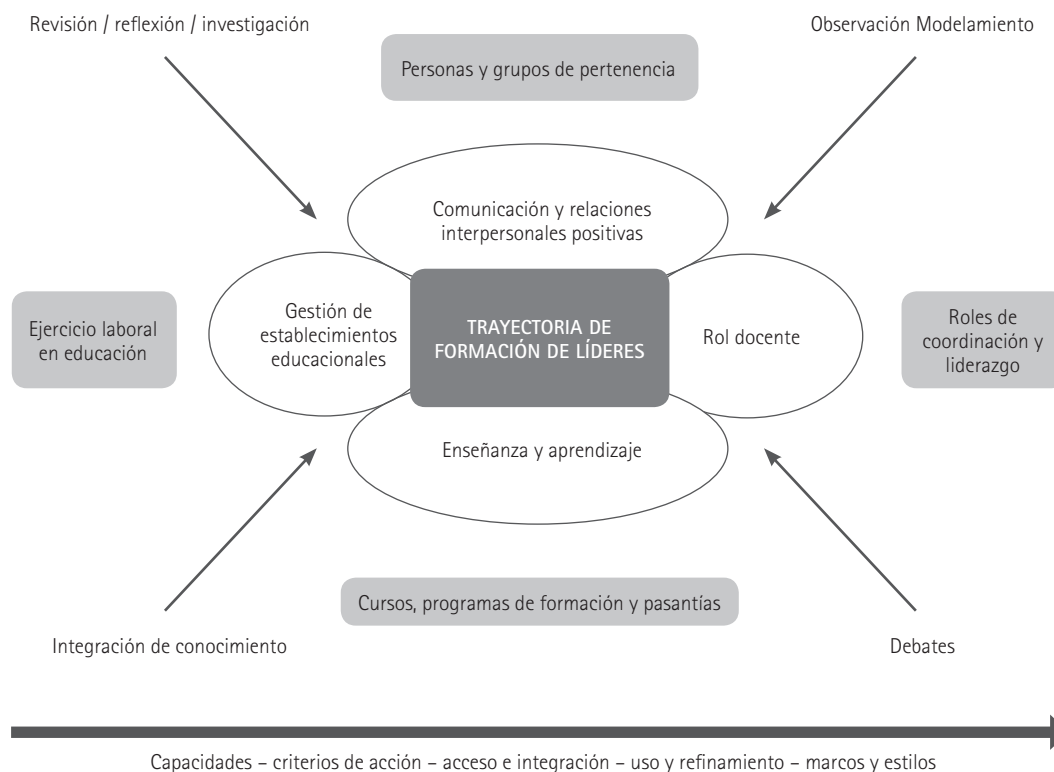 Revisión / reflexión / investigación
Observación Modelamiento
Personas y grupos de pertenencia
Comunicación y relaciones
interpersonales positivas
Ejercicio laboral
en educación
Gestión de
establecimientos
educacionales
TRAYECTORIA DE
FORMACIÓN DE LÍDERES
Rol docente
Roles de
coordinación y
liderazgo
Enseñanza y aprendizaje
Cursos, programas de formación y pasantías
Integración de conocimiento
Debates
Capacidades – criterios de acción – acceso e integración – uso y refinamiento – marcos y estilos